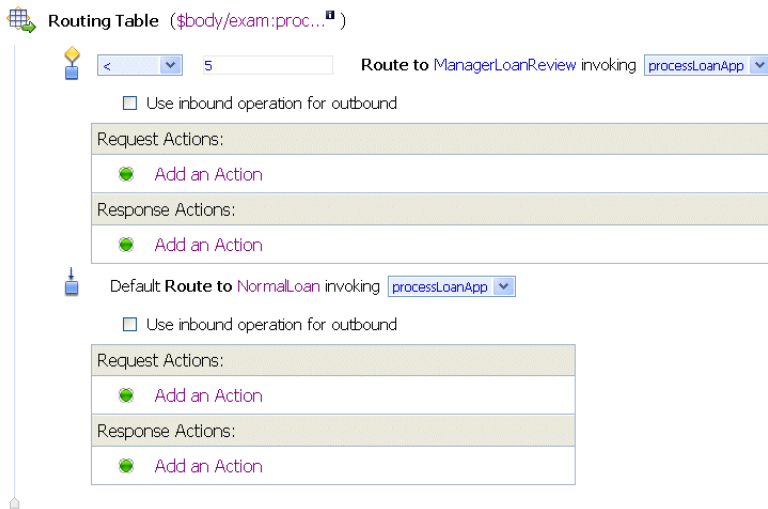 Routing Table ($body/exam:proc... i )
< 5 Route to ManagerLoanReview invoking processLoanApp
Use inbound operation for outbound
Request Actions:
Add an Action
Response Actions:
Add an Action
Default Route to NormalLoan invoking processLoanApp
Use inbound operation for outbound
Request Actions:
Add an Action
Response Actions:
Add an Action